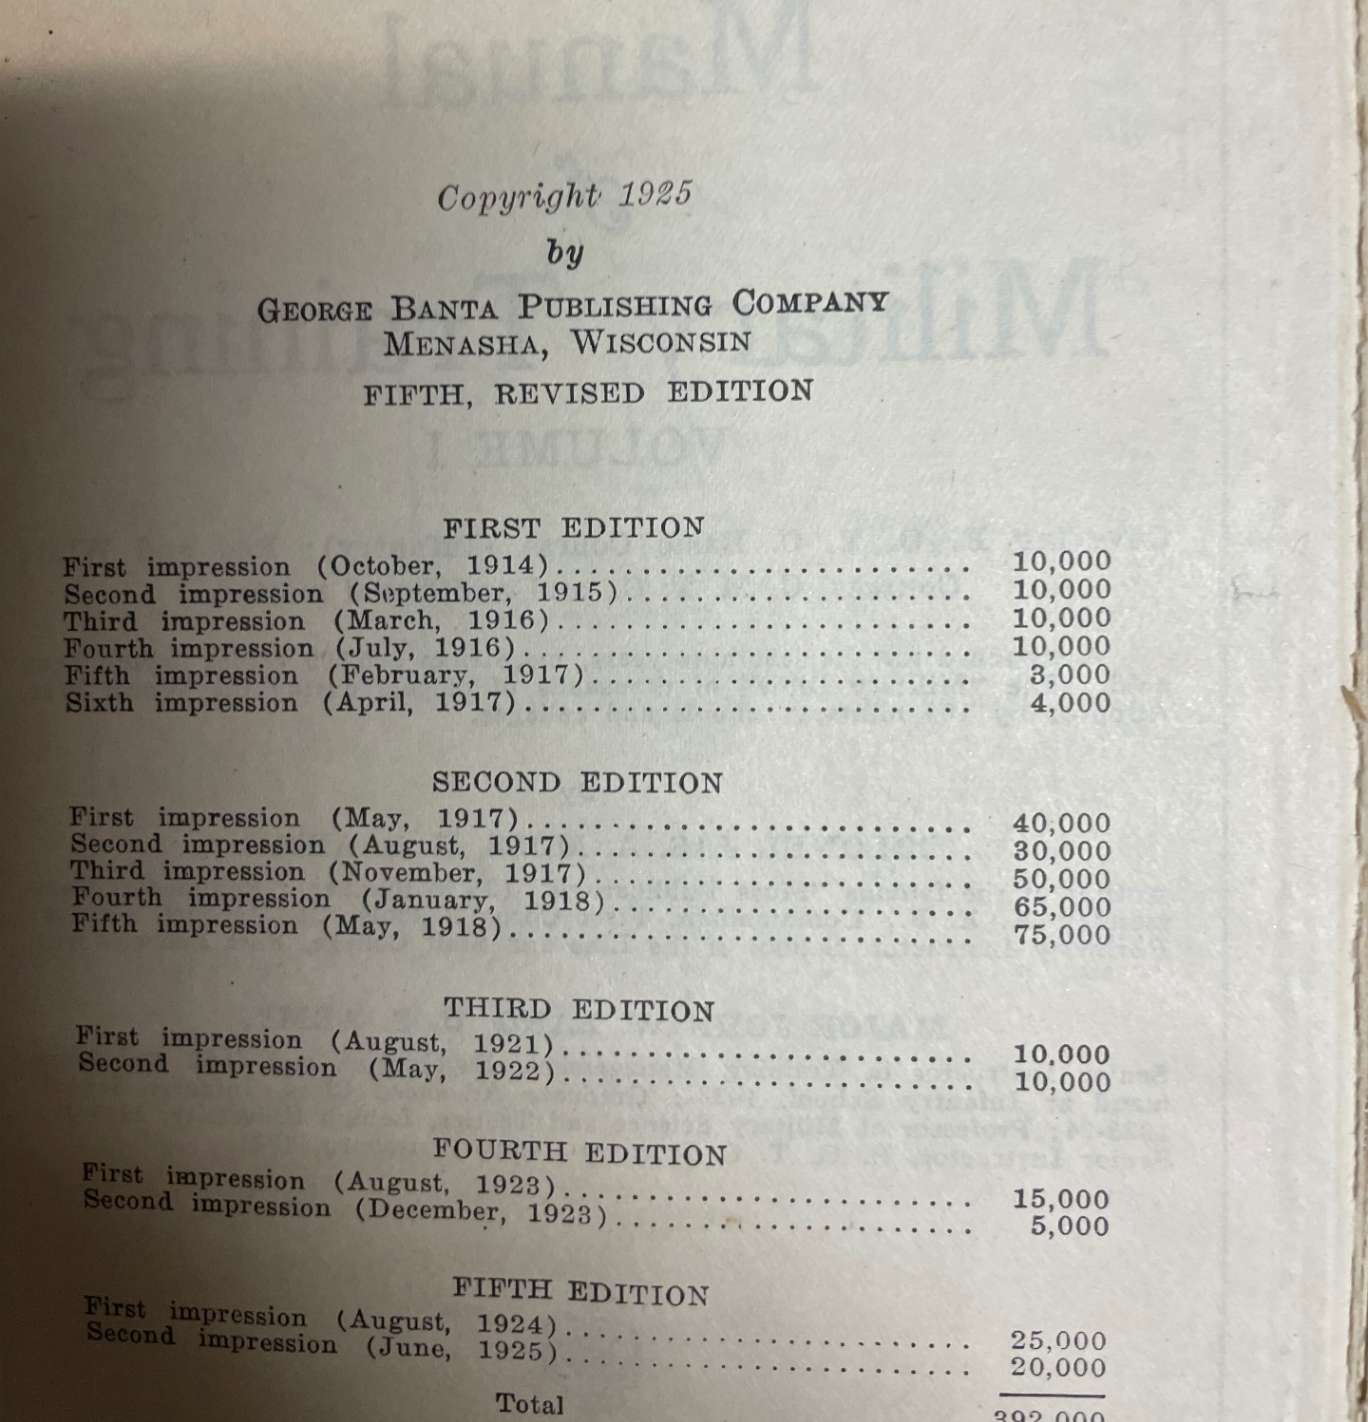 Copyright 1925
by
GEORGE BANTA PUBLISHING COMPANY
MENASHA, WISCONSIN
FIFTH, REVISED EDITION
FIRST EDITION
First impression (October, 1914)........................ 10,000
Second impression (September, 1915)..................... 10,000
Third impression (March, 1916)......................... 10,000
Fourth impression (July, 1916)........................... 10,000
Fifth impression (February, 1917)....................... 3,000
Sixth impression (April, 1917)........................... 4,000
SECOND EDITION
First impression (May, 1917)........................... 40,000
Second impression (August, 1917)........................ 30,000
Third impression (November, 1917)....................... 50,000
Fourth impression (January, 1918)...................... 65,000
Fifth impression (May, 1918)............................ 75,000
THIRD EDITION
First impression (August, 1921)......................... 10,000
Second impression (May, 1922)......................... 10,000
FOURTH EDITION
First impression (August, 1923)......................... 15,000
Second impression (December, 1923)...................... 5,000
FIFTH EDITION
First impression (August, 1924)......................... 25,000
Second impression (June, 1925)......................... 20,000
Total 392,000